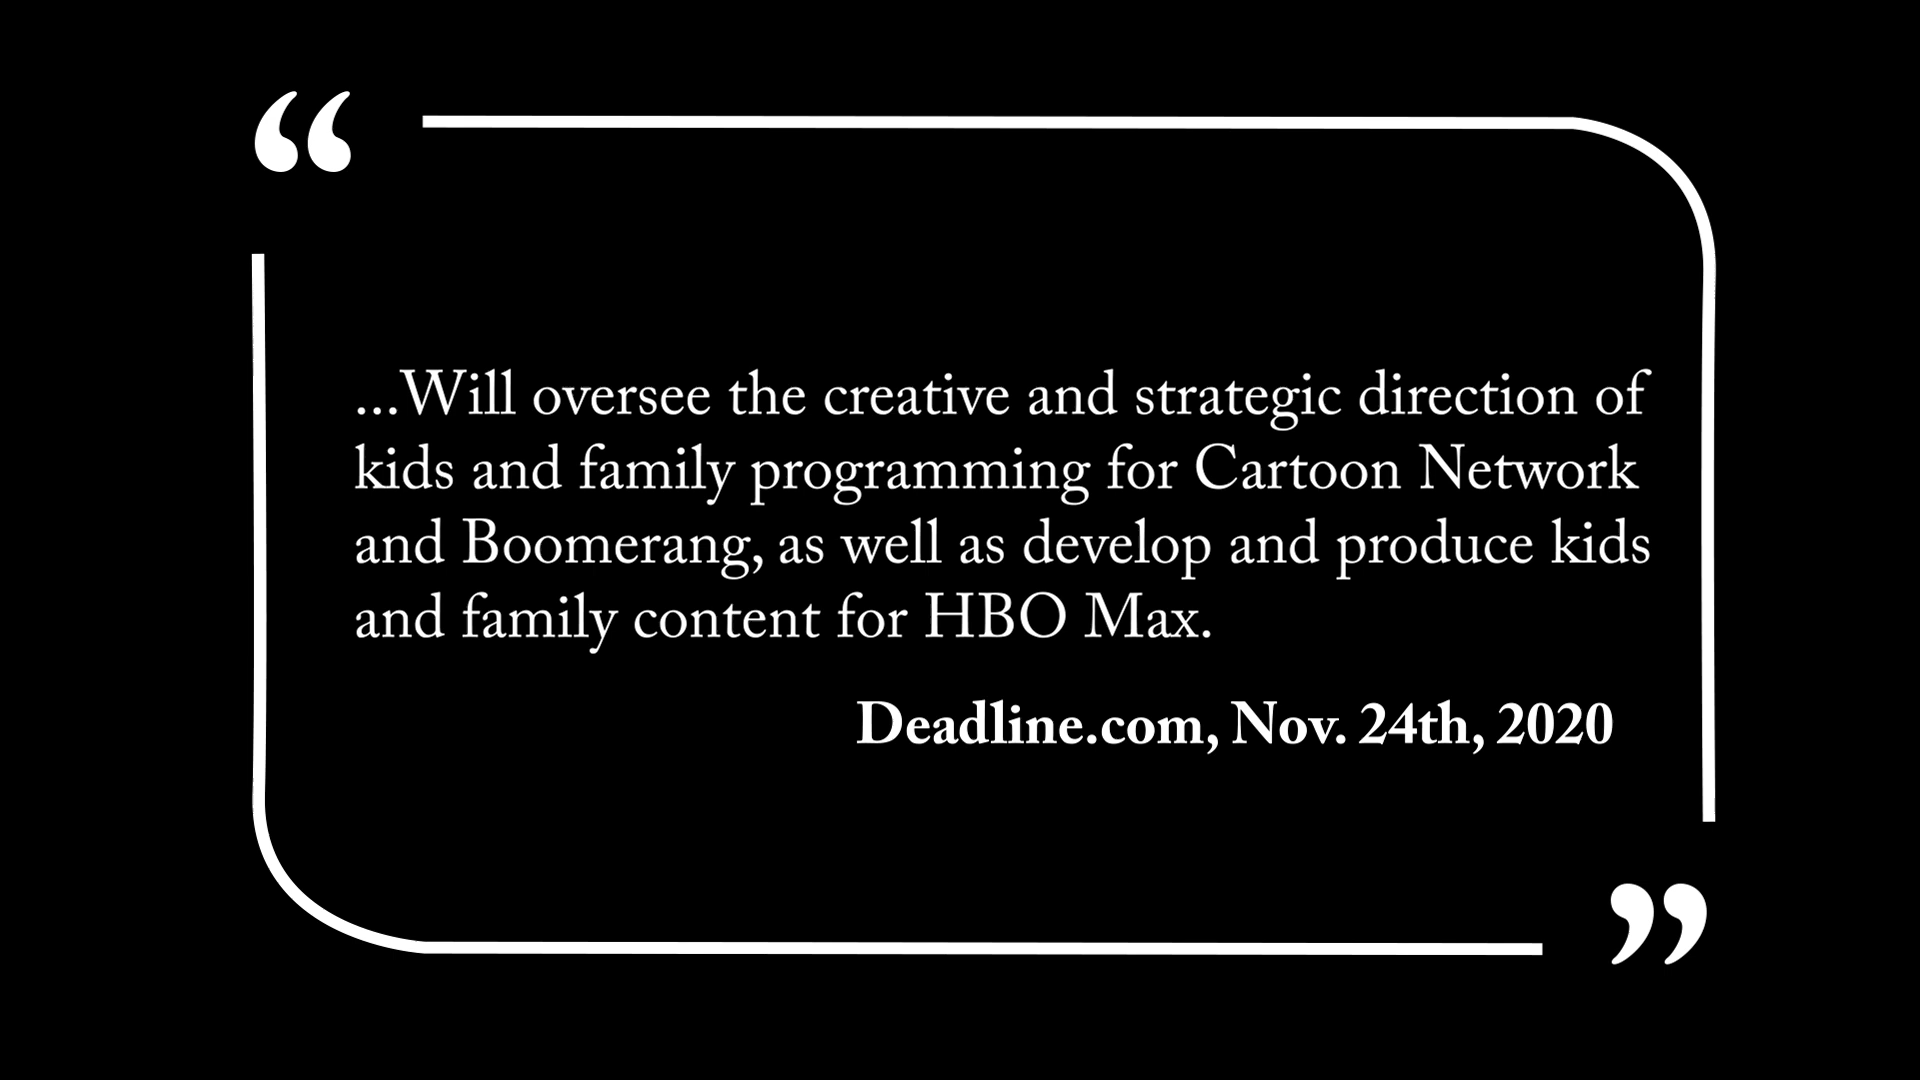 “
...Will oversee the creative and strategic direction of
kids and family programming for Cartoon Network
and Boomerang, as well as develop and produce kids
and family content for HBO Max.
Deadline.com, Nov. 24th, 2020
”